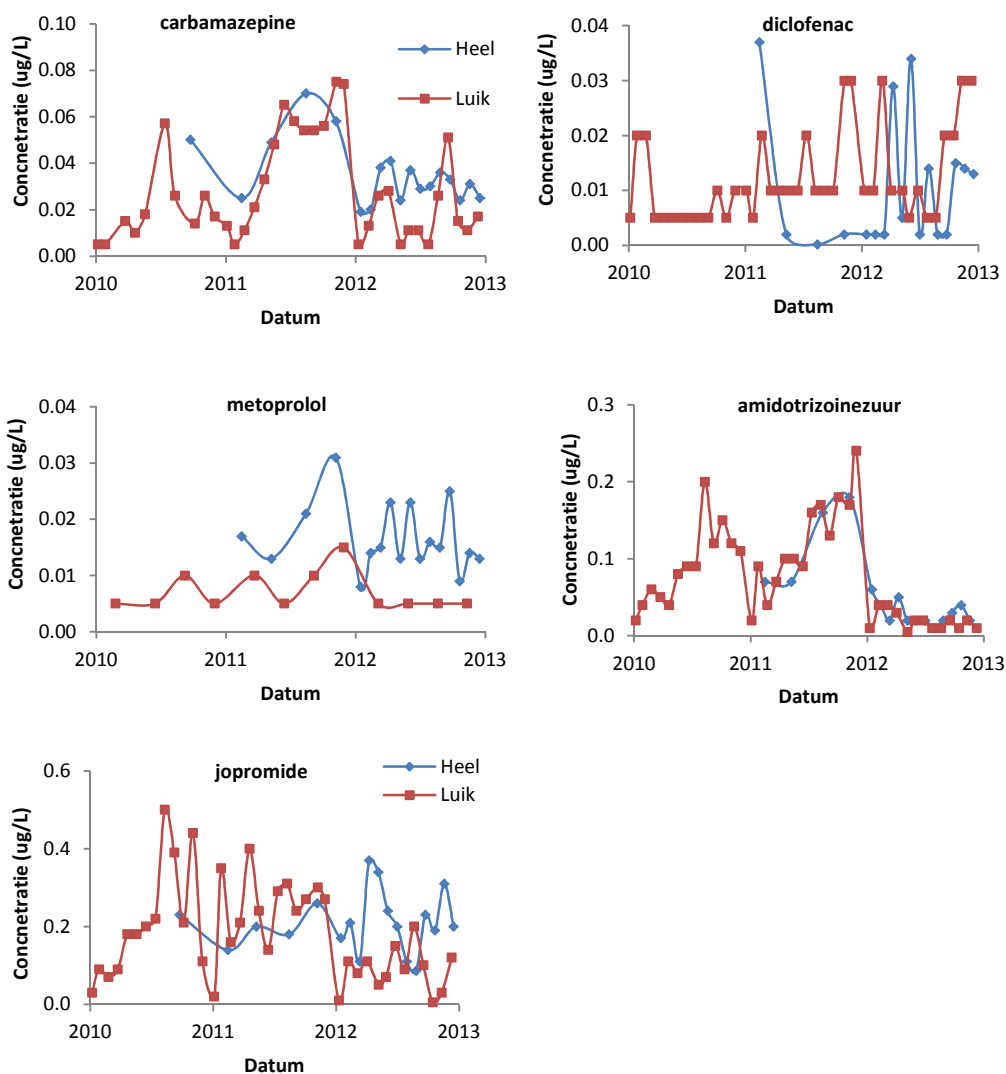 carbamazepine
Concnetratie (ug/L)
0.10
0.08
0.06
0.04
0.02
0.00
2010 2011 2012 2013
Datum
Heel
Luik
diclofenac
Concnetratie (ug/L)
0.04
0.03
0.02
0.01
0.00
2010 2011 2012 2013
Datum
metoprolol
Concnetratie (ug/L)
0.04
0.03
0.02
0.01
0.00
2010 2011 2012 2013
Datum
amidotrizoinezuur
Concnetratie (ug/L)
0.3
0.2
0.1
0.0
2010 2011 2012 2013
Datum
jopromide
Concnetratie (ug/L)
0.6
0.4
0.2
0.0
2010 2011 2012 2013
Datum
Heel
Luik